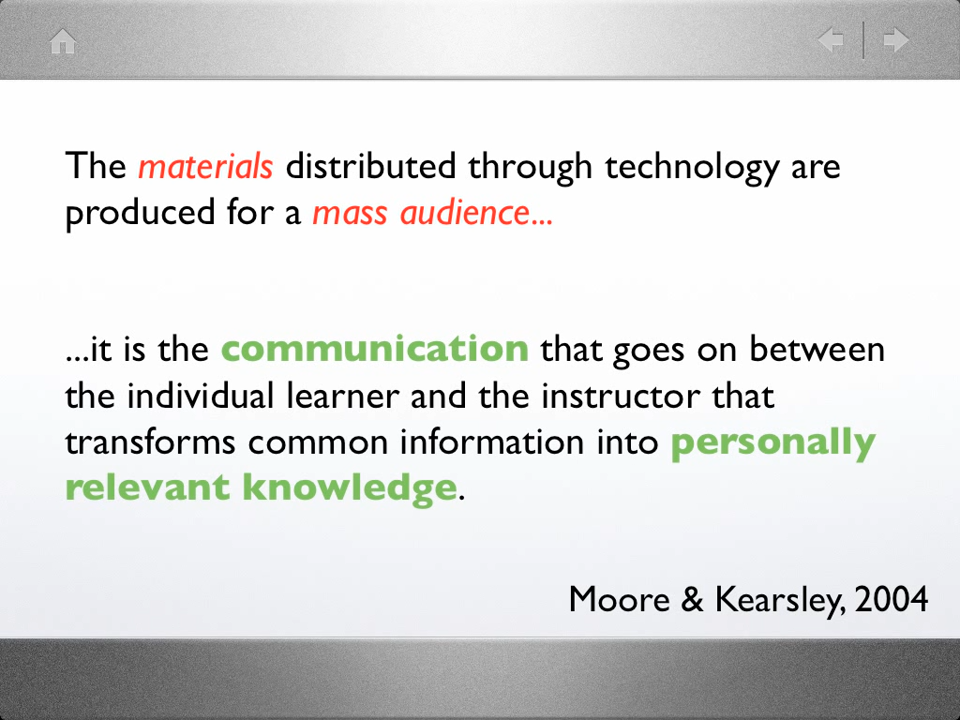 The materials distributed through technology are
produced for a mass audience...
...it is the communication that goes on between
the individual learner and the instructor that
transforms common information into personally
relevant knowledge.
Moore & Kearsley, 2004